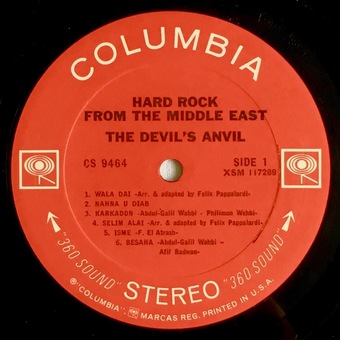 COLUMBIA
HARD ROCK
FROM THE MIDDLE EAST
THE DEVIL'S ANVIL
CS 9464
SIDE 1
XSM 117289
1. WALA DAI -Arr. & adapted by Felix Pappalardi-
2. NAHNA U DIAB
3. KARKADON -Abdul-Galil Wahbi - Philimon Wehbi-
4. SELIM ALAI -Arr. & adapted by Felix Pappalardi-
5. ISME -F. El Atrash-
6. BESAHA -Abdul-Galil Wahbi -
Afif Radwan-
"360 SOUND" STEREO "360 SOUND"
® "COLUMBIA", MARCAS REG. PRINTED IN U.S.A.